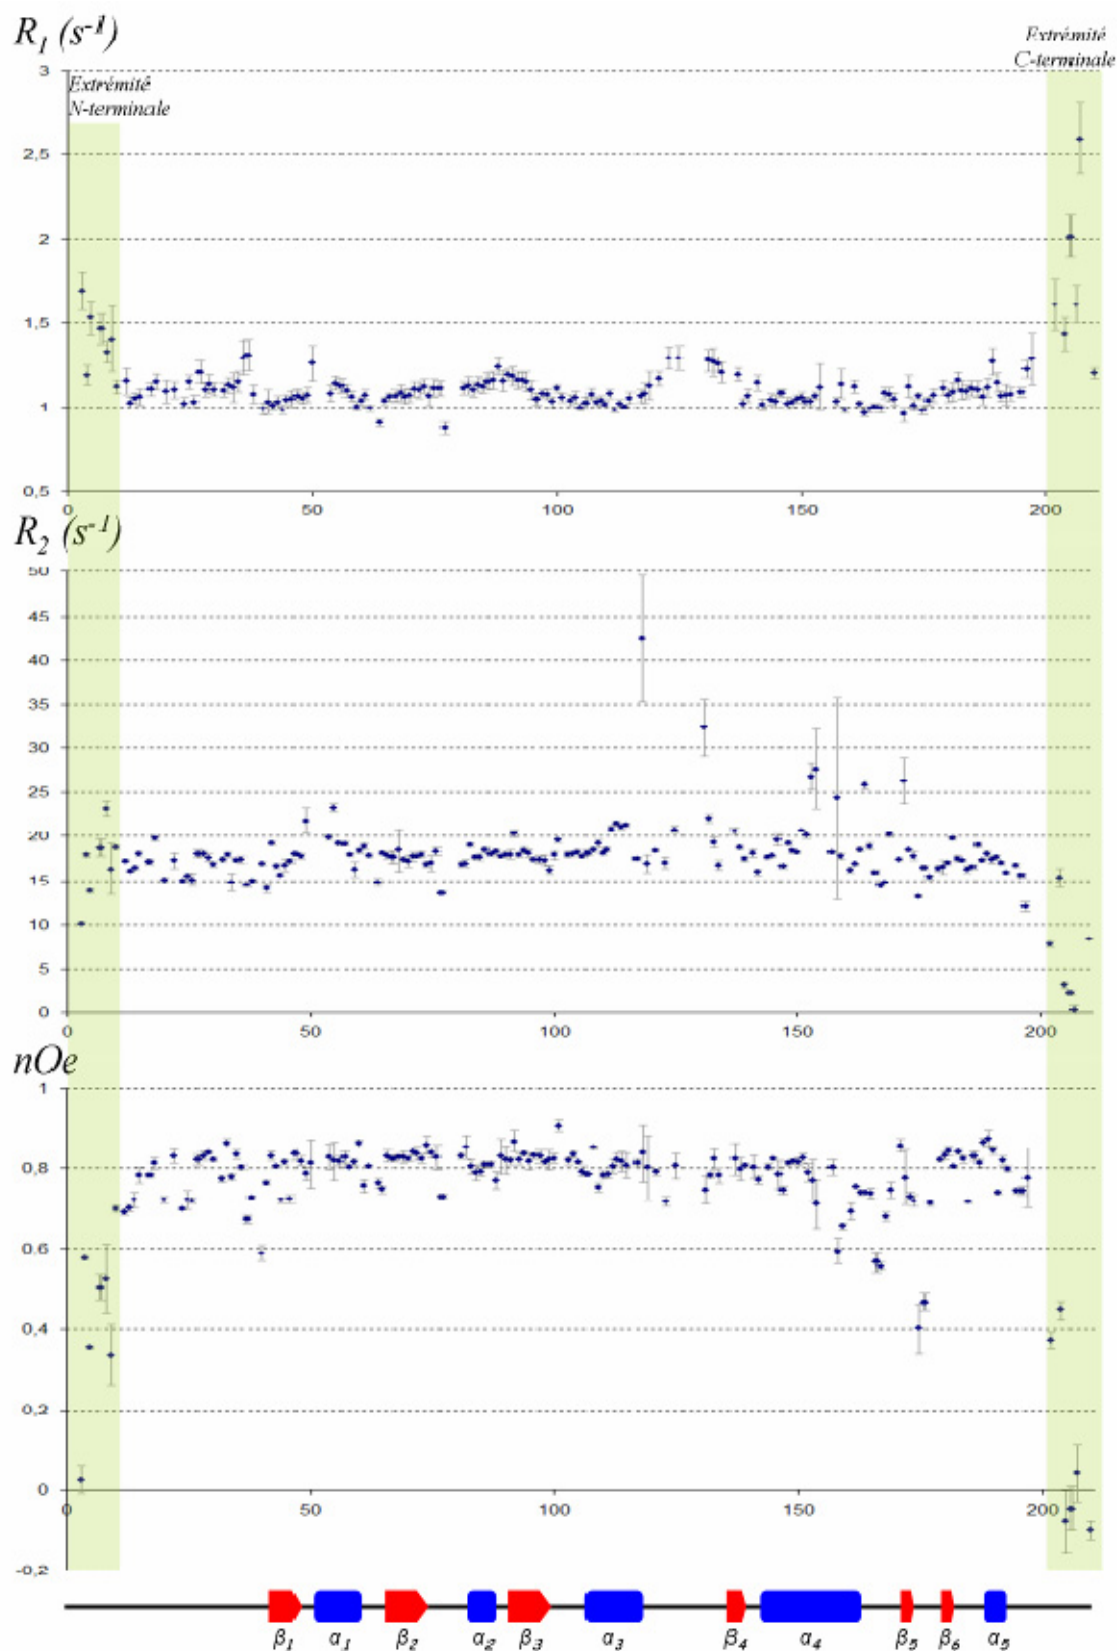 R1 (s-1)
Extrémité
C-terminale
3
Extrémité
N-terminale
2,5
2
1,5
1
0,5
0 50 100 150 200
R2 (s-1)
50
45
40
35
30
25
20
15
10
5
0
0 50 100 150 200
nOe
1
0,8
0,6
0,4
0,2
0
0 50 100 150 200
-0,2
β1 α1 β2 α2 β3 α3 β4 α4 β5 β6 α5